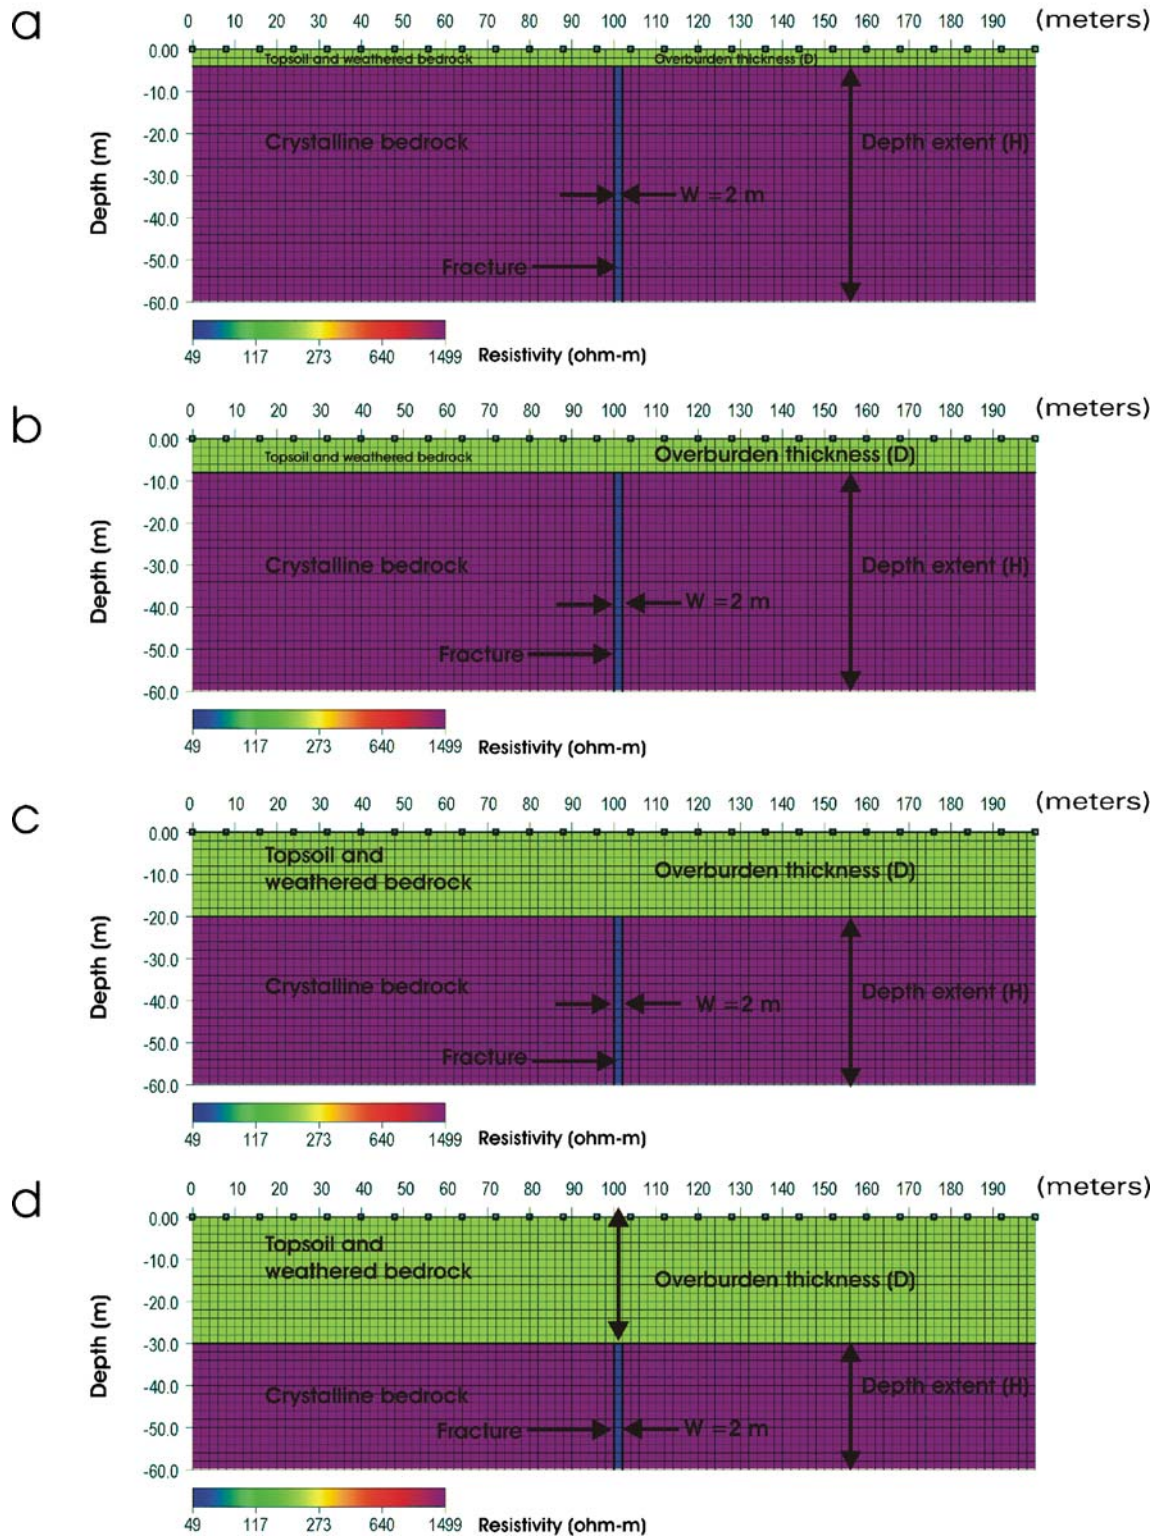 a
0 10 20 30 40 50 60 70 80 90 100 110 120 130 140 150 160 170 180 190 (meters)
0.00
Topsoil and weathered bedrock Overburden thickness (D)
-10.0
-20.0
Crystalline bedrock Depth extent (H)
Depth (m)
-30.0
W = 2 m
-40.0
-50.0
Fracture
-60.0
49 117 273 640 1499 Resistivity (ohm-m)
b
0 10 20 30 40 50 60 70 80 90 100 110 120 130 140 150 160 170 180 190 (meters)
0.00
Topsoil and weathered bedrock Overburden thickness (D)
-10.0
-20.0
Depth (m)
-30.0
Crystalline bedrock Depth extent (H)
-40.0
W = 2 m
-50.0
Fracture
-60.0
49 117 273 640 1499 Resistivity (ohm-m)
c
0 10 20 30 40 50 60 70 80 90 100 110 120 130 140 150 160 170 180 190 (meters)
0.00
Topsoil and
weathered bedrock
Overburden thickness (D)
-10.0
-20.0
Depth (m)
-30.0
Crystalline bedrock Depth extent (H)
-40.0
W = 2 m
-50.0
Fracture
-60.0
49 117 273 640 1499 Resistivity (ohm-m)
d
0 10 20 30 40 50 60 70 80 90 100 110 120 130 140 150 160 170 180 190 (meters)
0.00
Topsoil and
weathered bedrock
-10.0
Overburden thickness (D)
-20.0
-30.0
Depth (m)
-40.0
Crystalline bedrock Depth extent (H)
-50.0
Fracture W = 2 m
-60.0
49 117 273 640 1499 Resistivity (ohm-m)